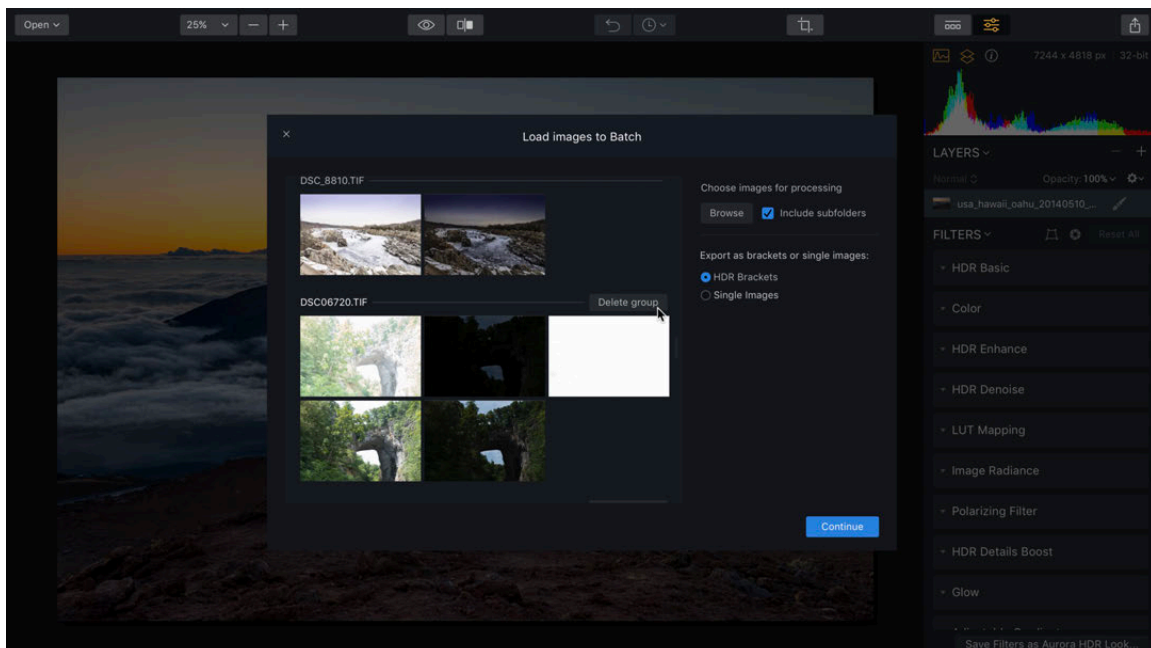 Open
25%
7244 x 4818 px
32-bit
Load images to Batch
DSC_8810.TIF
Choose images for processing
Browse
Include subfolders
Export as brackets or single images:
HDR Brackets
Single Images
DSC06720.TIF
Delete group
Continue
LAYERS
Normal
Opacity: 100%
usa_hawaii_oahu_20140510_...
FILTERS
Reset All
HDR Basic
Color
HDR Enhance
HDR Denoise
LUT Mapping
Image Radiance
Polarizing Filter
HDR Details Boost
Glow
Save Filters as Aurora HDR Look...